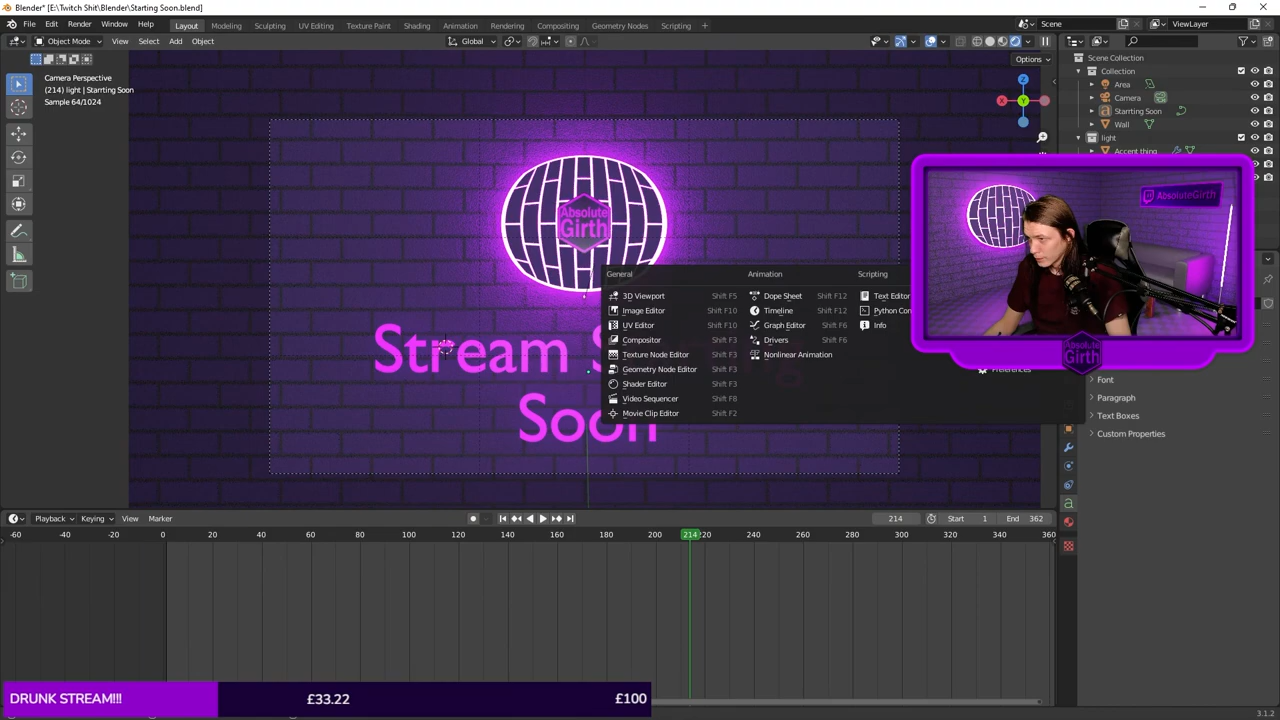 Blender* [E:\Twitch Shit\Blender\Starting Soon.blend]
File Edit Render Window Help Layout Modeling Sculpting UV Editing Texture Paint Shading Animation Rendering Compositing Geometry Nodes Scripting + Scene ViewLayer
Object Mode View Select Add Object Global
Options
Camera Perspective
(214) light | Starrting Soon
Sample 64/1024
Z
X
Y
Scene Collection
Collection
Area
Camera
Starrting Soon
Wall
light
Accent thing
Absolute
Girth
AbsoluteGirth
Absolute
Girth
Stream S
Soon
General Animation Scripting
3D Viewport Shift F5 Dope Sheet Shift F12 Text Editor
Image Editor Shift F10 Timeline Shift F12 Python Con
UV Editor Shift F10 Graph Editor Shift F6 Info
Compositor Shift F3 Drivers Shift F6
Texture Node Editor Shift F3 Nonlinear Animation
Geometry Node Editor Shift F3 Preferences
Shader Editor Shift F3
Video Sequencer Shift F8
Movie Clip Editor Shift F2
Font
Paragraph
Text Boxes
Custom Properties
Playback Keying View Marker 214 Start 1 End 362
-60 -40 -20 0 20 40 60 80 100 120 140 160 180 200 214 220 240 260 280 300 320 340 360
DRUNK STREAM!!! £33.22 £100
3.1.2